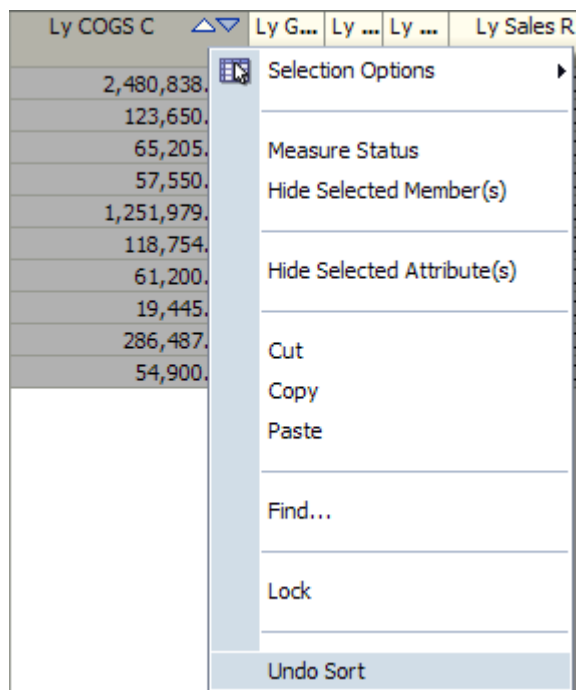 Ly COGS C Ly G... Ly ... Ly ... Ly Sales R
2,480,838.
123,650.
65,205.
57,550.
1,251,979.
118,754.
61,200.
19,445.
286,487.
54,900.
Selection Options
Measure Status
Hide Selected Member(s)
Hide Selected Attribute(s)
Cut
Copy
Paste
Find...
Lock
Undo Sort